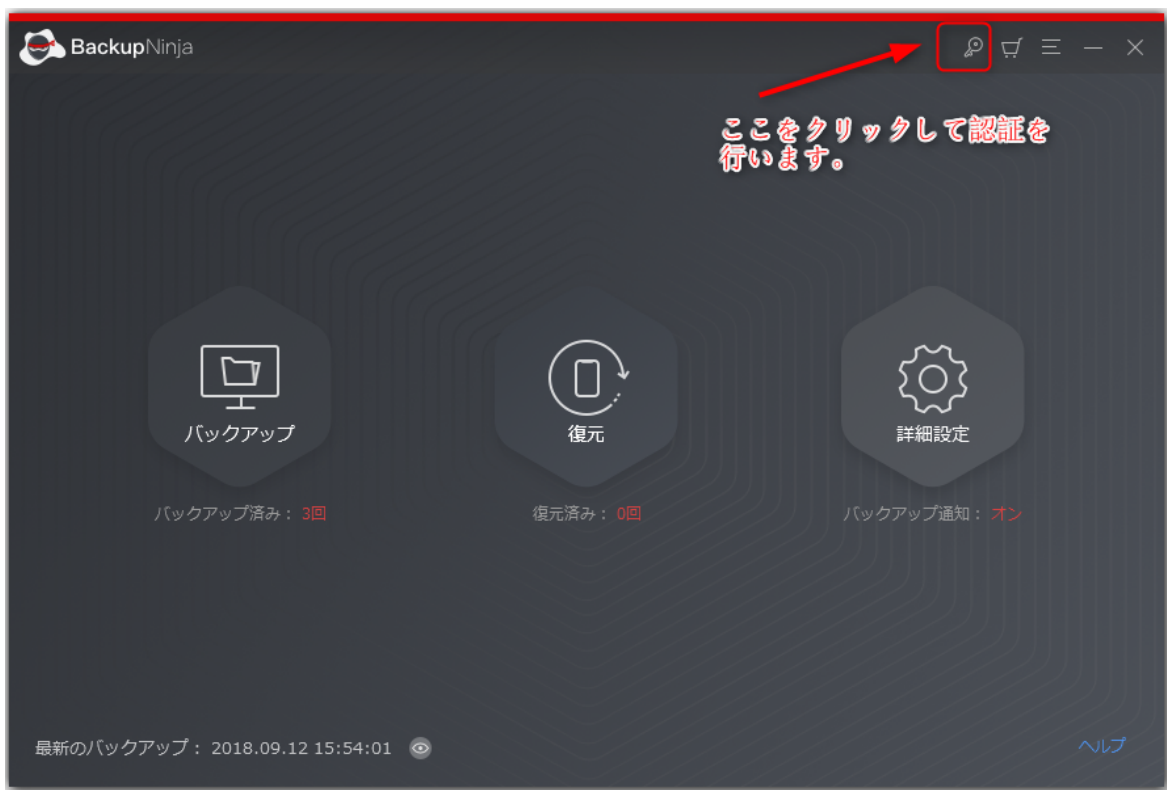 BackupNinja
ここをクリックして認証を
行います。
バックアップ
復元
詳細設定
バックアップ済み： 3回
復元済み： 0回
バックアップ通知： オン
最新のバックアップ： 2018.09.12 15:54:01
ヘルプ